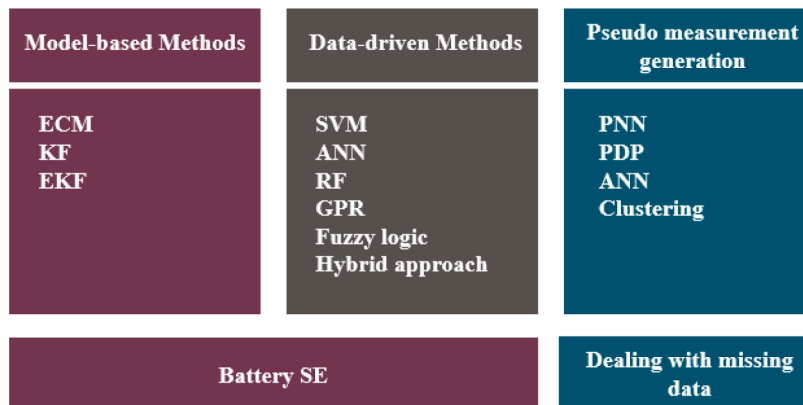 Model-based Methods
ECM
KF
EKF
Data-driven Methods
SVM
ANN
RF
GPR
Fuzzy logic
Hybrid approach
Pseudo measurement
generation
PNN
PDP
ANN
Clustering
Battery SE
Dealing with missing
data